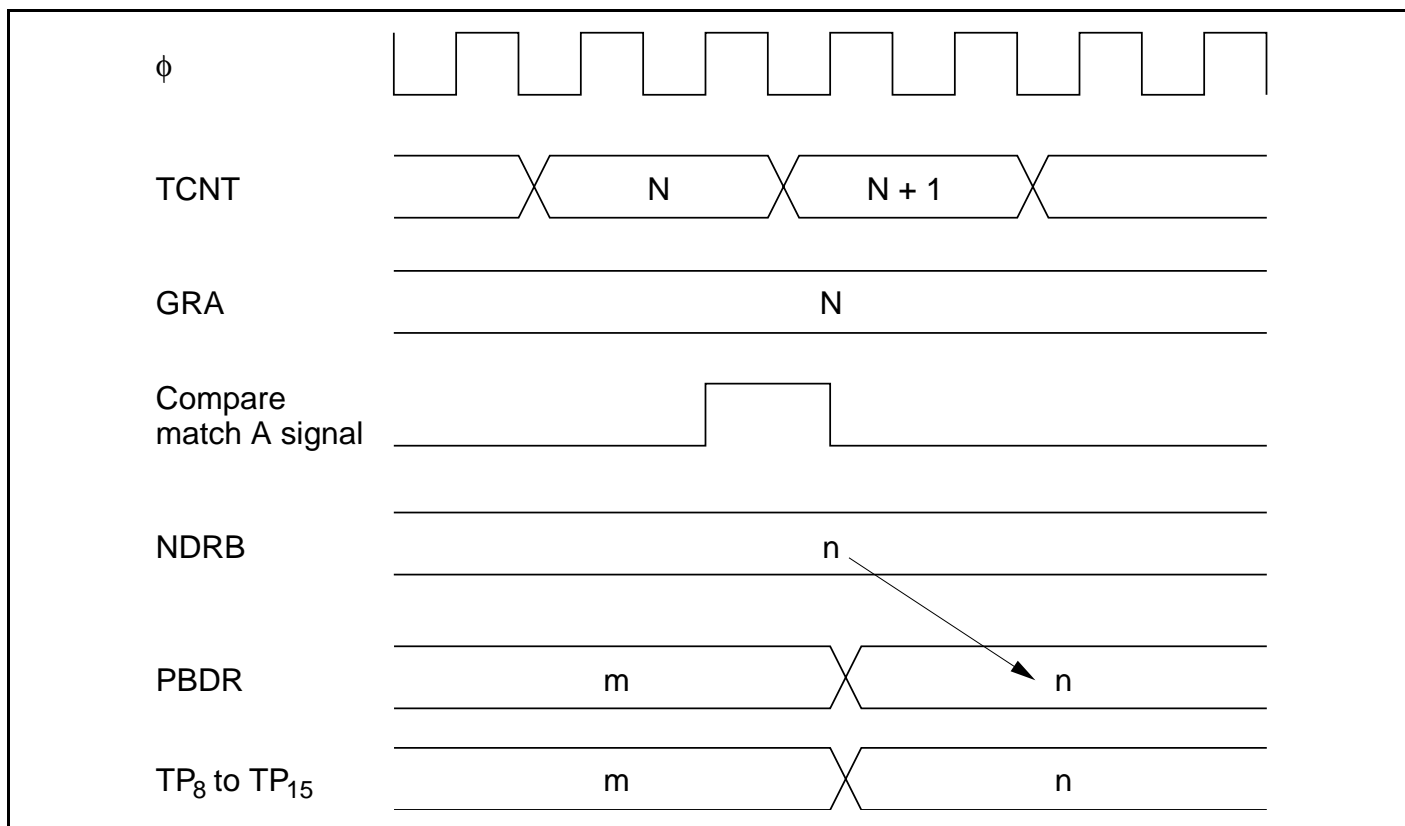 ϕ
TCNT
N
N + 1
GRA
N
Compare
match A signal
NDRB
n
PBDR
m
n
TP8 to TP15
m
n